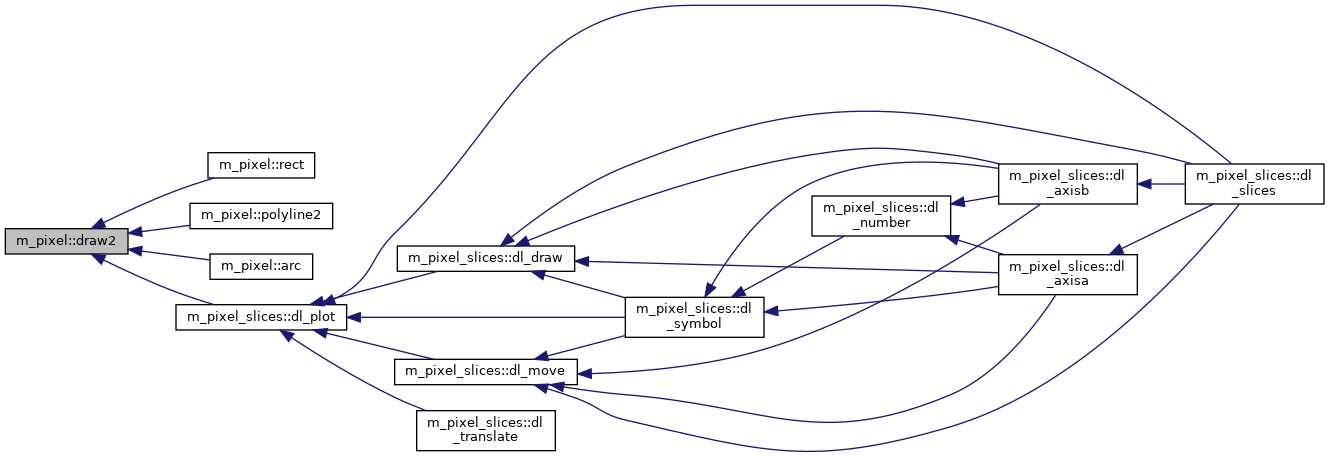 m_pixel::draw2
m_pixel::rect
m_pixel::polyline2
m_pixel::arc
m_pixel_slices::dl_plot
m_pixel_slices::dl_draw
m_pixel_slices::dl_move
m_pixel_slices::dl
_translate
m_pixel_slices::dl
_symbol
m_pixel_slices::dl
_number
m_pixel_slices::dl
_axisb
m_pixel_slices::dl
_axisa
m_pixel_slices::dl
_slices